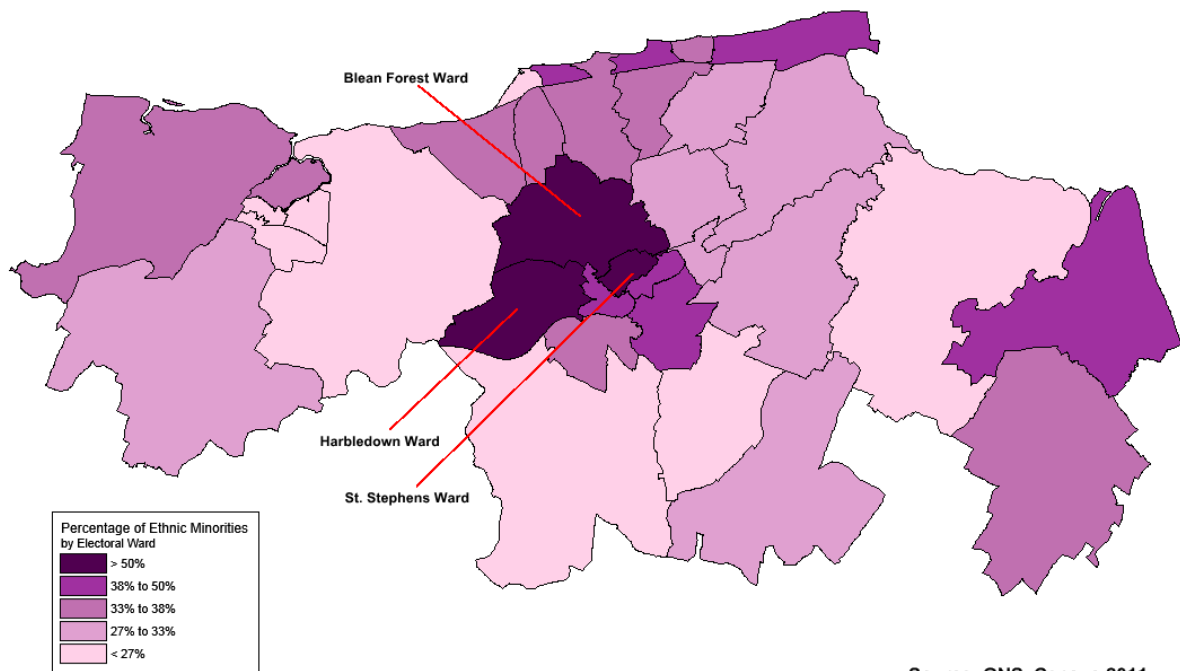 Blean Forest Ward
Harbledown Ward
St. Stephens Ward
Percentage of Ethnic Minorities
by Electoral Ward
> 50%
38% to 50%
33% to 38%
27% to 33%
< 27%